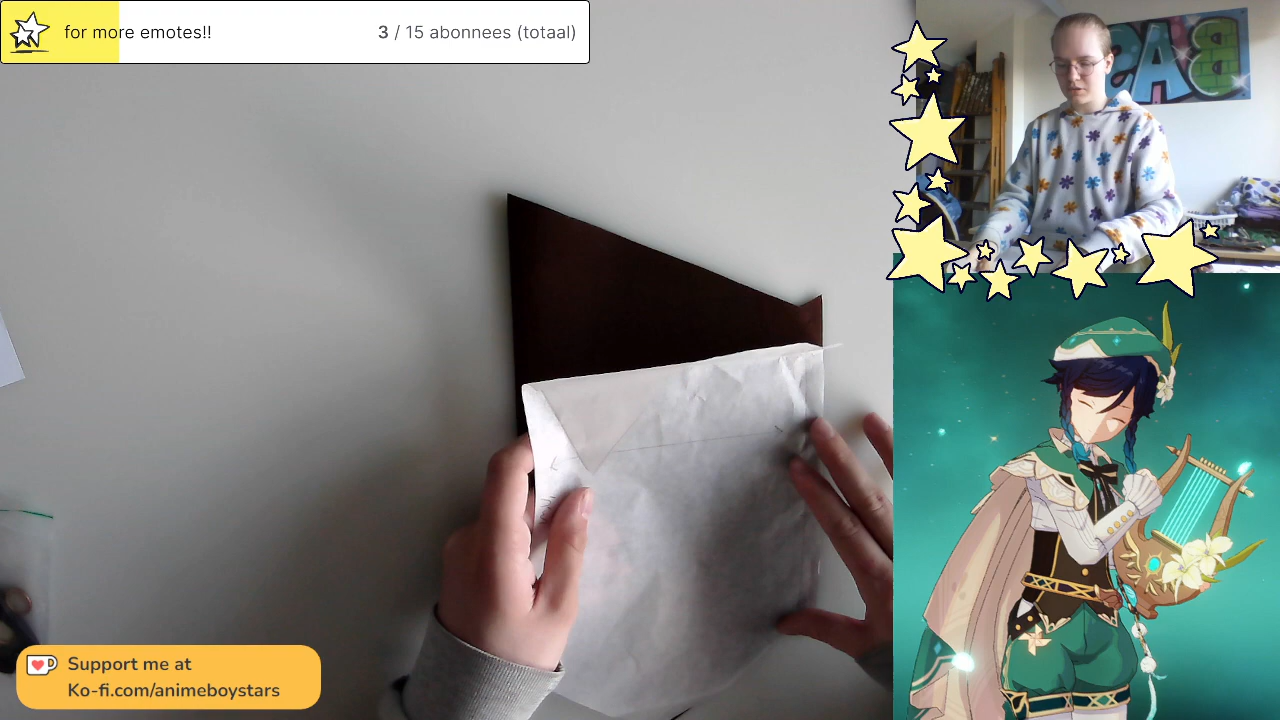 for more emotes!!
3 / 15 abonnees (totaal)
Support me at
Ko-fi.com/animeboystars